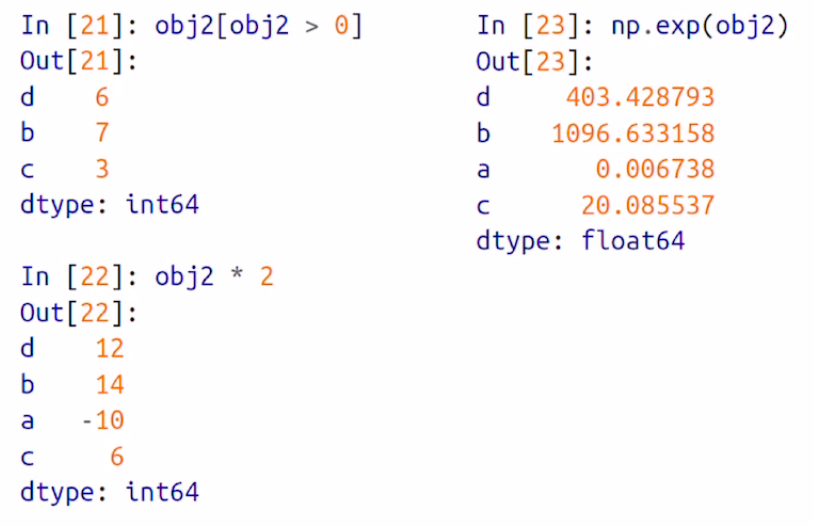 In [21]: obj2[obj2 > 0]
Out[21]:
d    6
b    7
c    3
dtype: int64
In [22]: obj2 * 2
Out[22]:
d    12
b    14
a   -10
c     6
dtype: int64
In [23]: np.exp(obj2)
Out[23]:
d     403.428793
b    1096.633158
a       0.006738
c      20.085537
dtype: float64